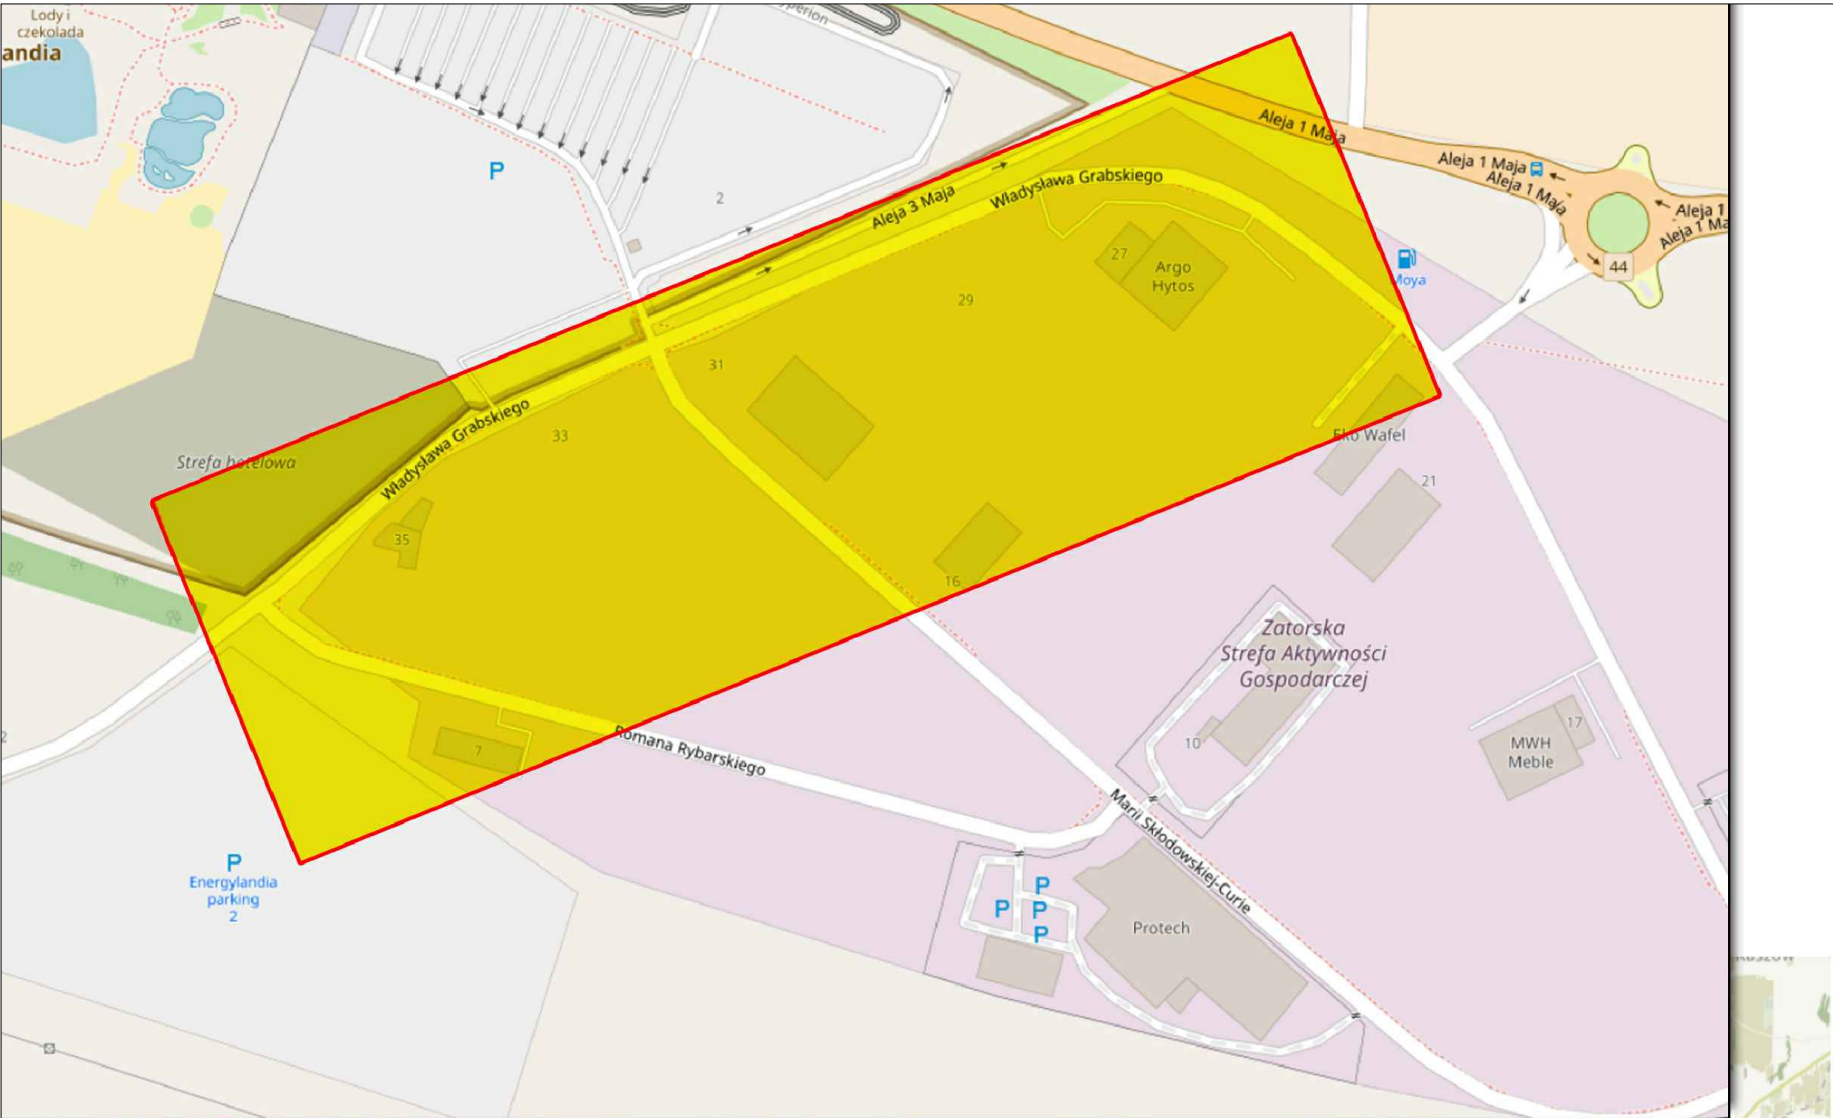 Lody i
czekolada
andia
yperion
P
2
Aleja 1 Maja
Aleja 1 Maja
Aleja 1 Maja
Aleja 1
Aleja 1 Ma
44
Aleja 3 Maja
Władysława Grabskiego
27
Argo
Hytos
Moya
29
31
33
Władysława Grabskiego
Strefa hotelowa
35
Eko Wafel
21
16
Zatorska
Strefa Aktywności
Gospodarczej
10
17
MWH
Meble
7
Romana Rybarskiego
Marii Skłodowskiej-Curie
2
P
Energylandia
parking
2
P
P
P
P
Protech